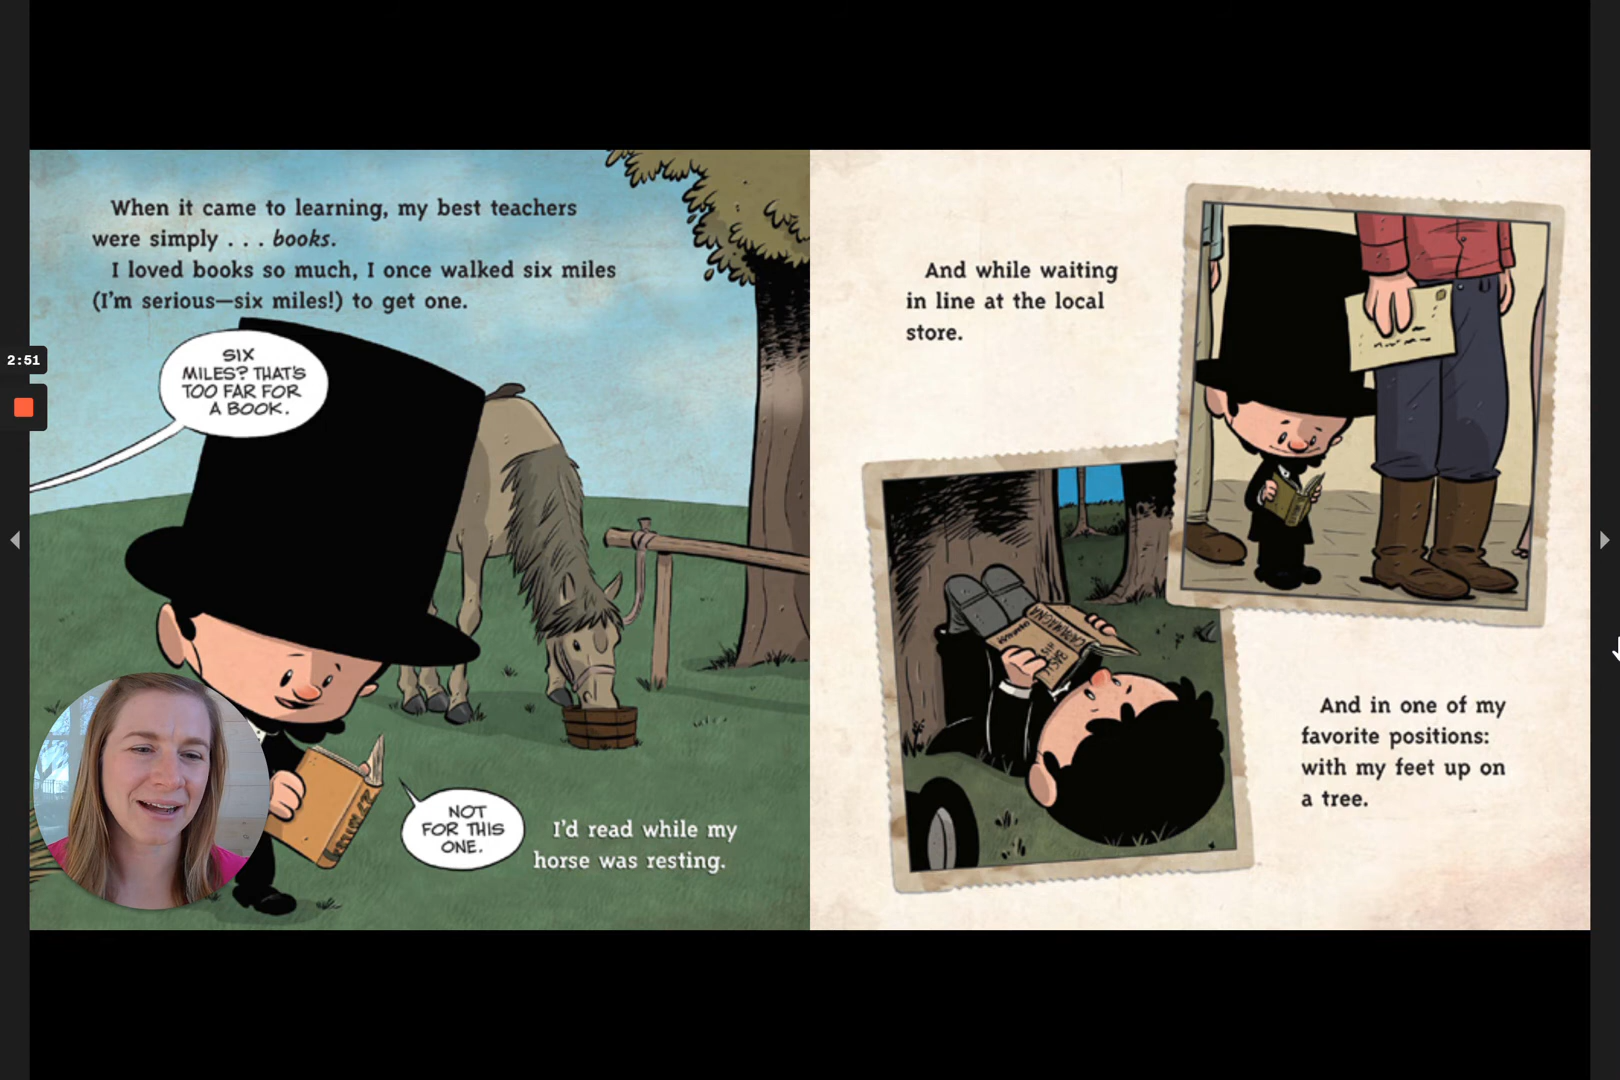 When it came to learning, my best teachers
were simply . . . books.
I loved books so much, I once walked six miles
(I'm serious—six miles!) to get one.
2:51
SIX
MILES? THAT'S
TOO FAR FOR
A BOOK.
NOT
FOR THIS
ONE.
I'd read while my
horse was resting.
And while waiting
in line at the local
store.
And in one of my
favorite positions:
with my feet up on
a tree.